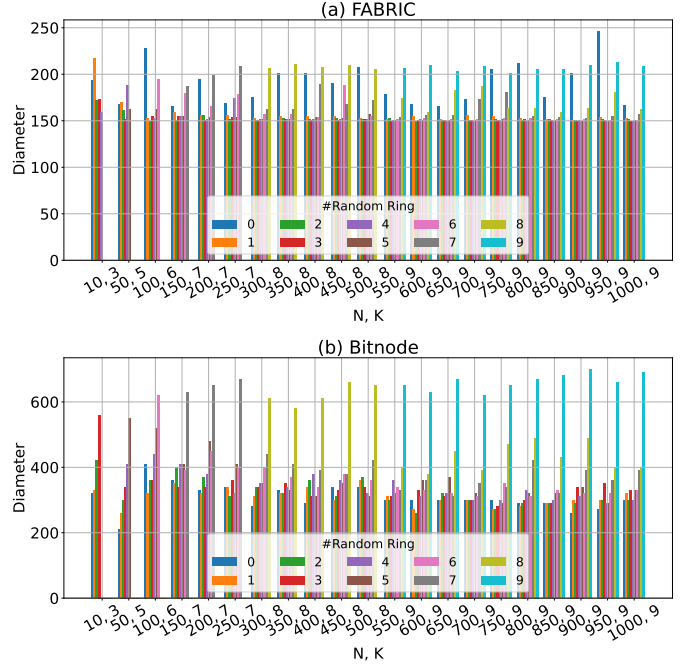 (a) FABRIC
250
200
150
100
50
0
Diameter
#Random Ring
0 2 4 6 8
1 3 5 7 9
10, 3 50, 5 100, 6 150, 7 200, 7 250, 7 300, 8 350, 8 400, 8 450, 8 500, 8 550, 9 600, 9 650, 9 700, 9 750, 9 800, 9 850, 9 900, 9 950, 9 1000, 9
N, K
(b) Bitnode
600
400
200
0
Diameter
#Random Ring
0 2 4 6 8
1 3 5 7 9
10, 3 50, 5 100, 6 150, 7 200, 7 250, 7 300, 8 350, 8 400, 8 450, 8 500, 8 550, 9 600, 9 650, 9 700, 9 750, 9 800, 9 850, 9 900, 9 950, 9 1000, 9
N, K